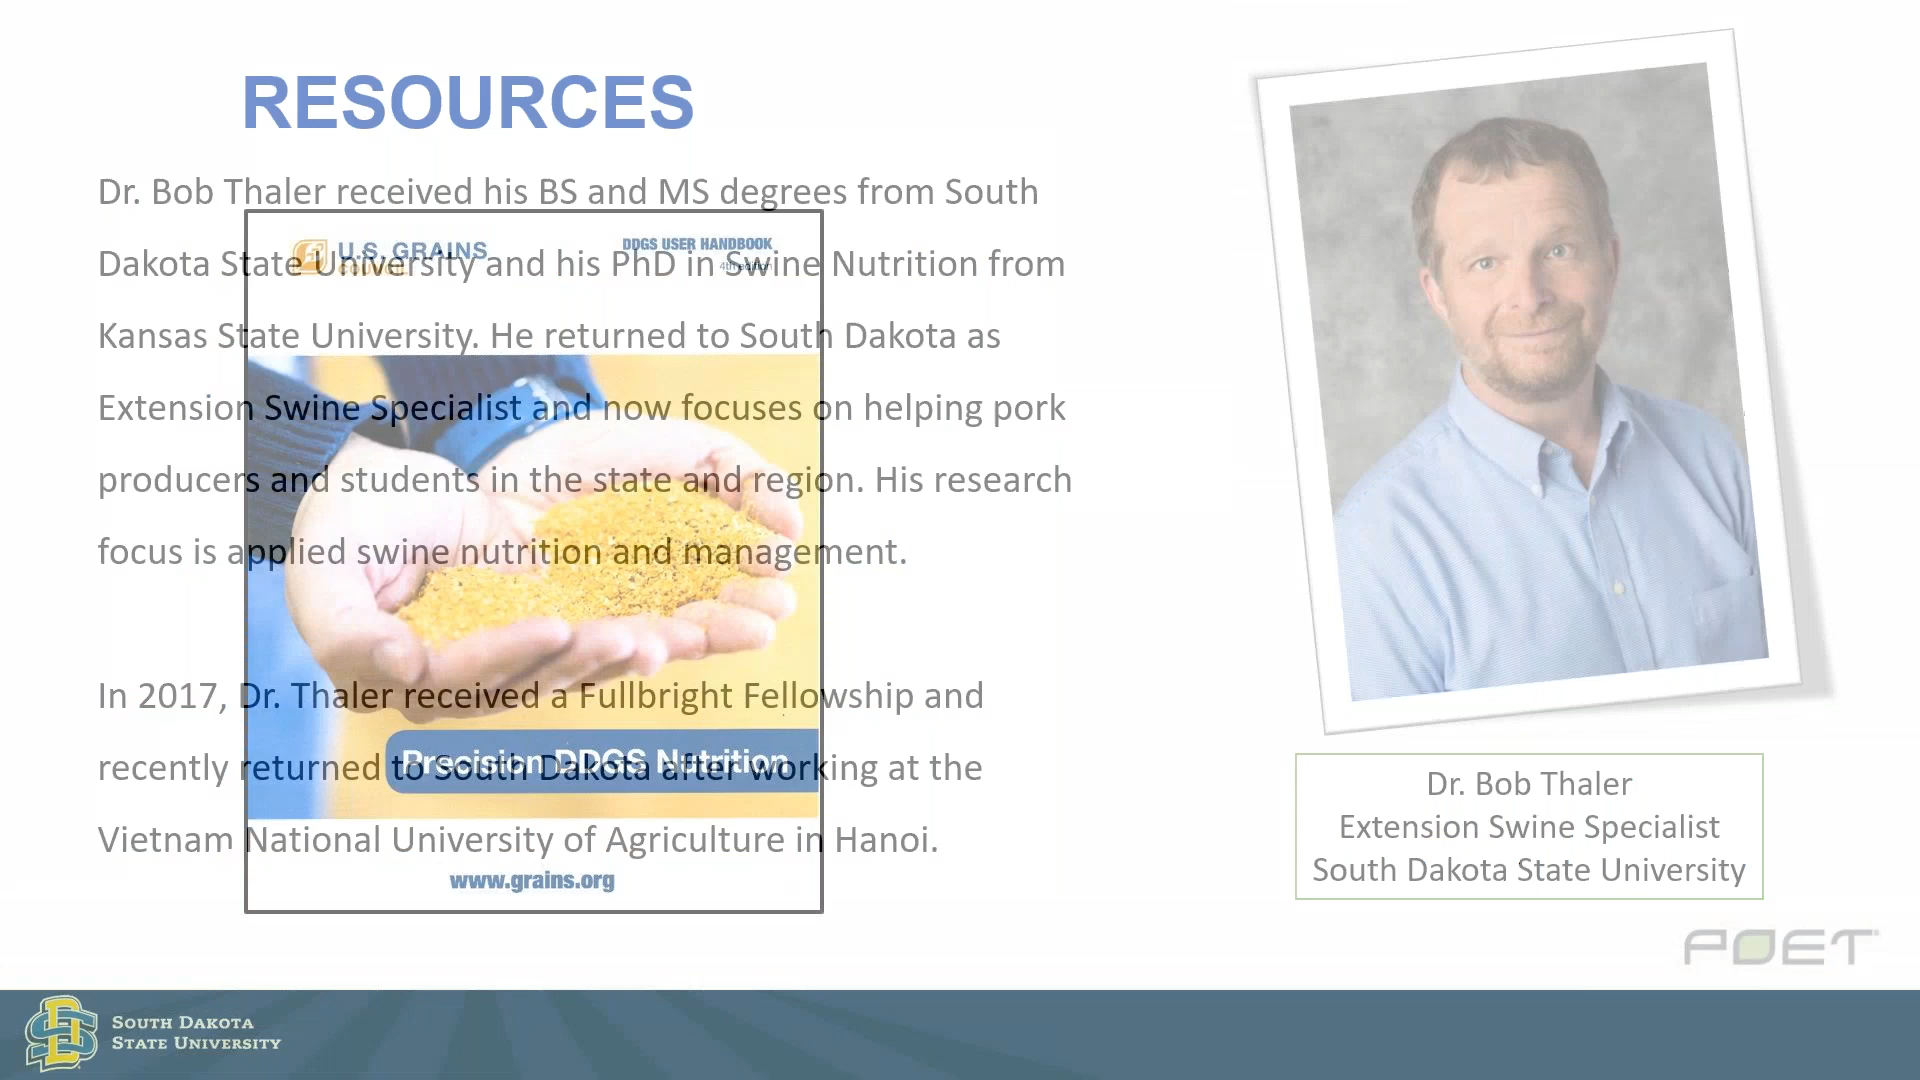 RESOURCES
Dr. Bob Thaler received his BS and MS degrees from South
Dakota State University and his PhD in Swine Nutrition from
Kansas State University. He returned to South Dakota as
Extension Swine Specialist and now focuses on helping pork
producers and students in the state and region. His research
focus is applied swine nutrition and management.
In 2017, Dr. Thaler received a Fullbright Fellowship and
recently returned to South Dakota after working at the
Vietnam National University of Agriculture in Hanoi.
U.S. GRAINS
COUNCIL
DDGS USER HANDBOOK
4th edition
Precision DDGS Nutrition
www.grains.org
Dr. Bob Thaler
Extension Swine Specialist
South Dakota State University
POET
SOUTH DAKOTA
STATE UNIVERSITY